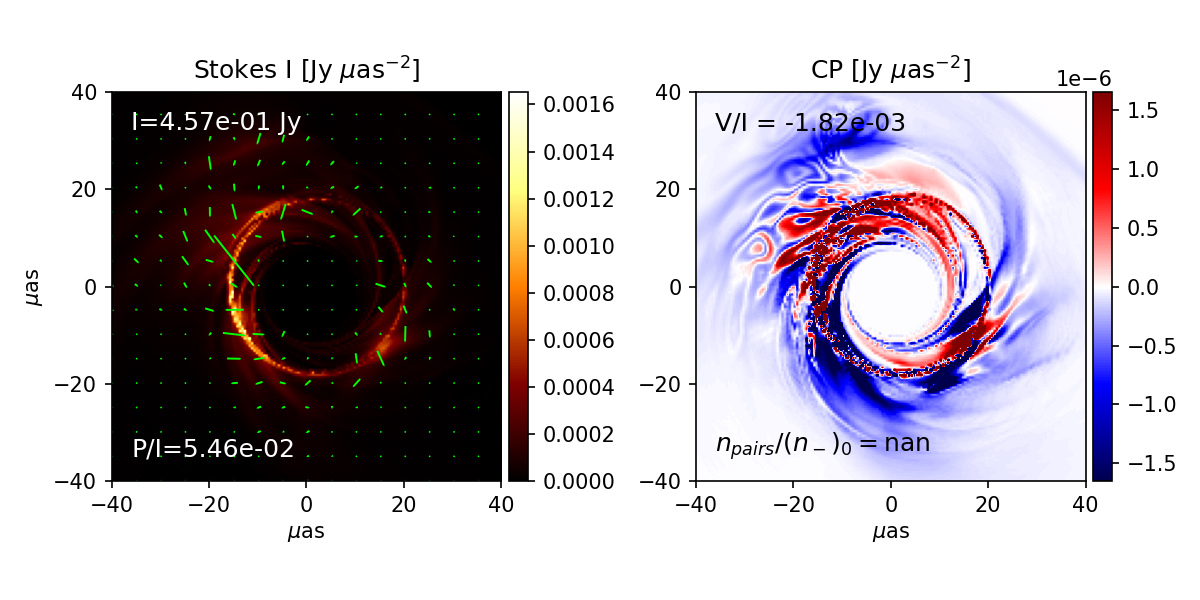 Stokes I [Jy μas⁻²]
I=4.57e-01 Jy
P/I=5.46e-02
40
20
0
−20
−40
μas
−40 −20 0 20 40
μas
0.0016
0.0014
0.0012
0.0010
0.0008
0.0006
0.0004
0.0002
0.0000
CP [Jy μas⁻²]
V/I = -1.82e-03
n_pairs/(n_−)₀ = nan
40
20
0
−20
−40
−40 −20 0 20 40
μas
1e−6
1.5
1.0
0.5
0.0
−0.5
−1.0
−1.5